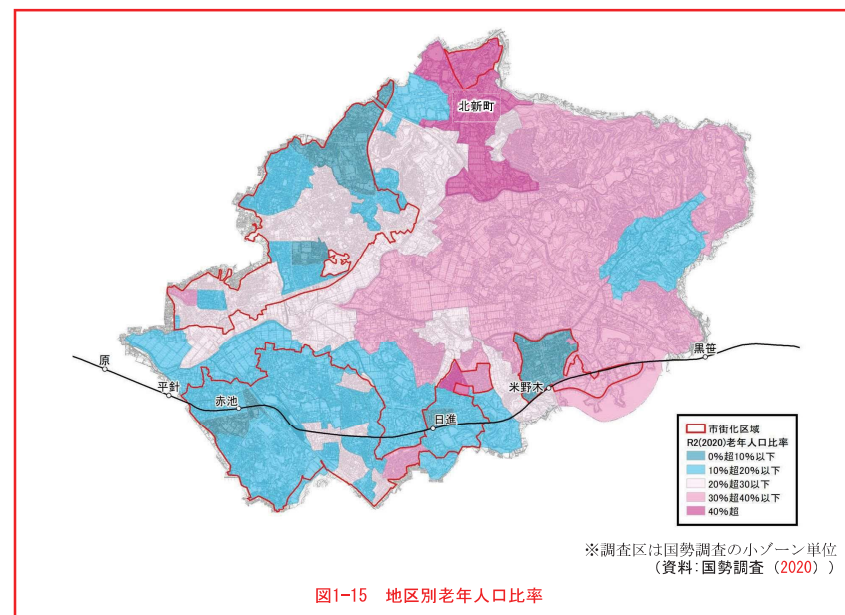 北新町
原
平針
赤池
日進
米野木
黒笹
市街化区域
R2(2020)老年人口比率
0%超10%以下
10%超20%以下
20%超30以下
30%超40%以下
40%超
※調査区は国勢調査の小ゾーン単位
(資料:国勢調査（2020）)
図1-15 地区別老年人口比率